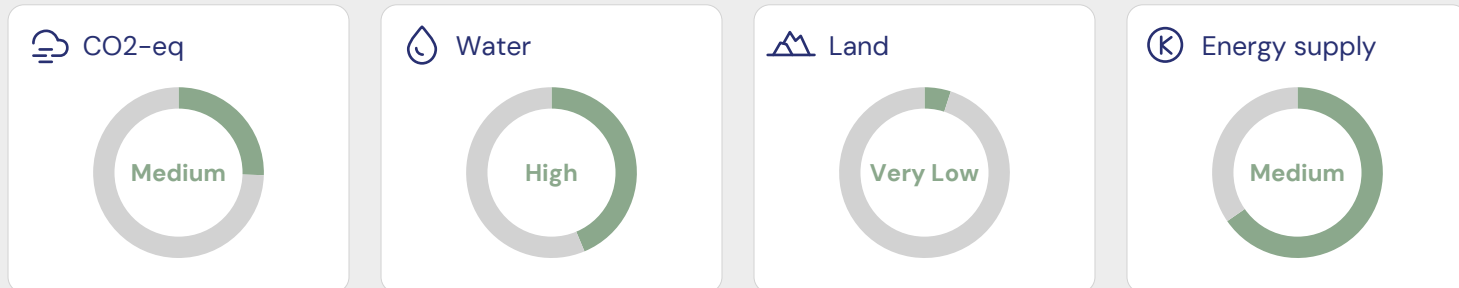 CO2-eq
Medium
Water
High
Land
Very Low
K Energy supply
Medium